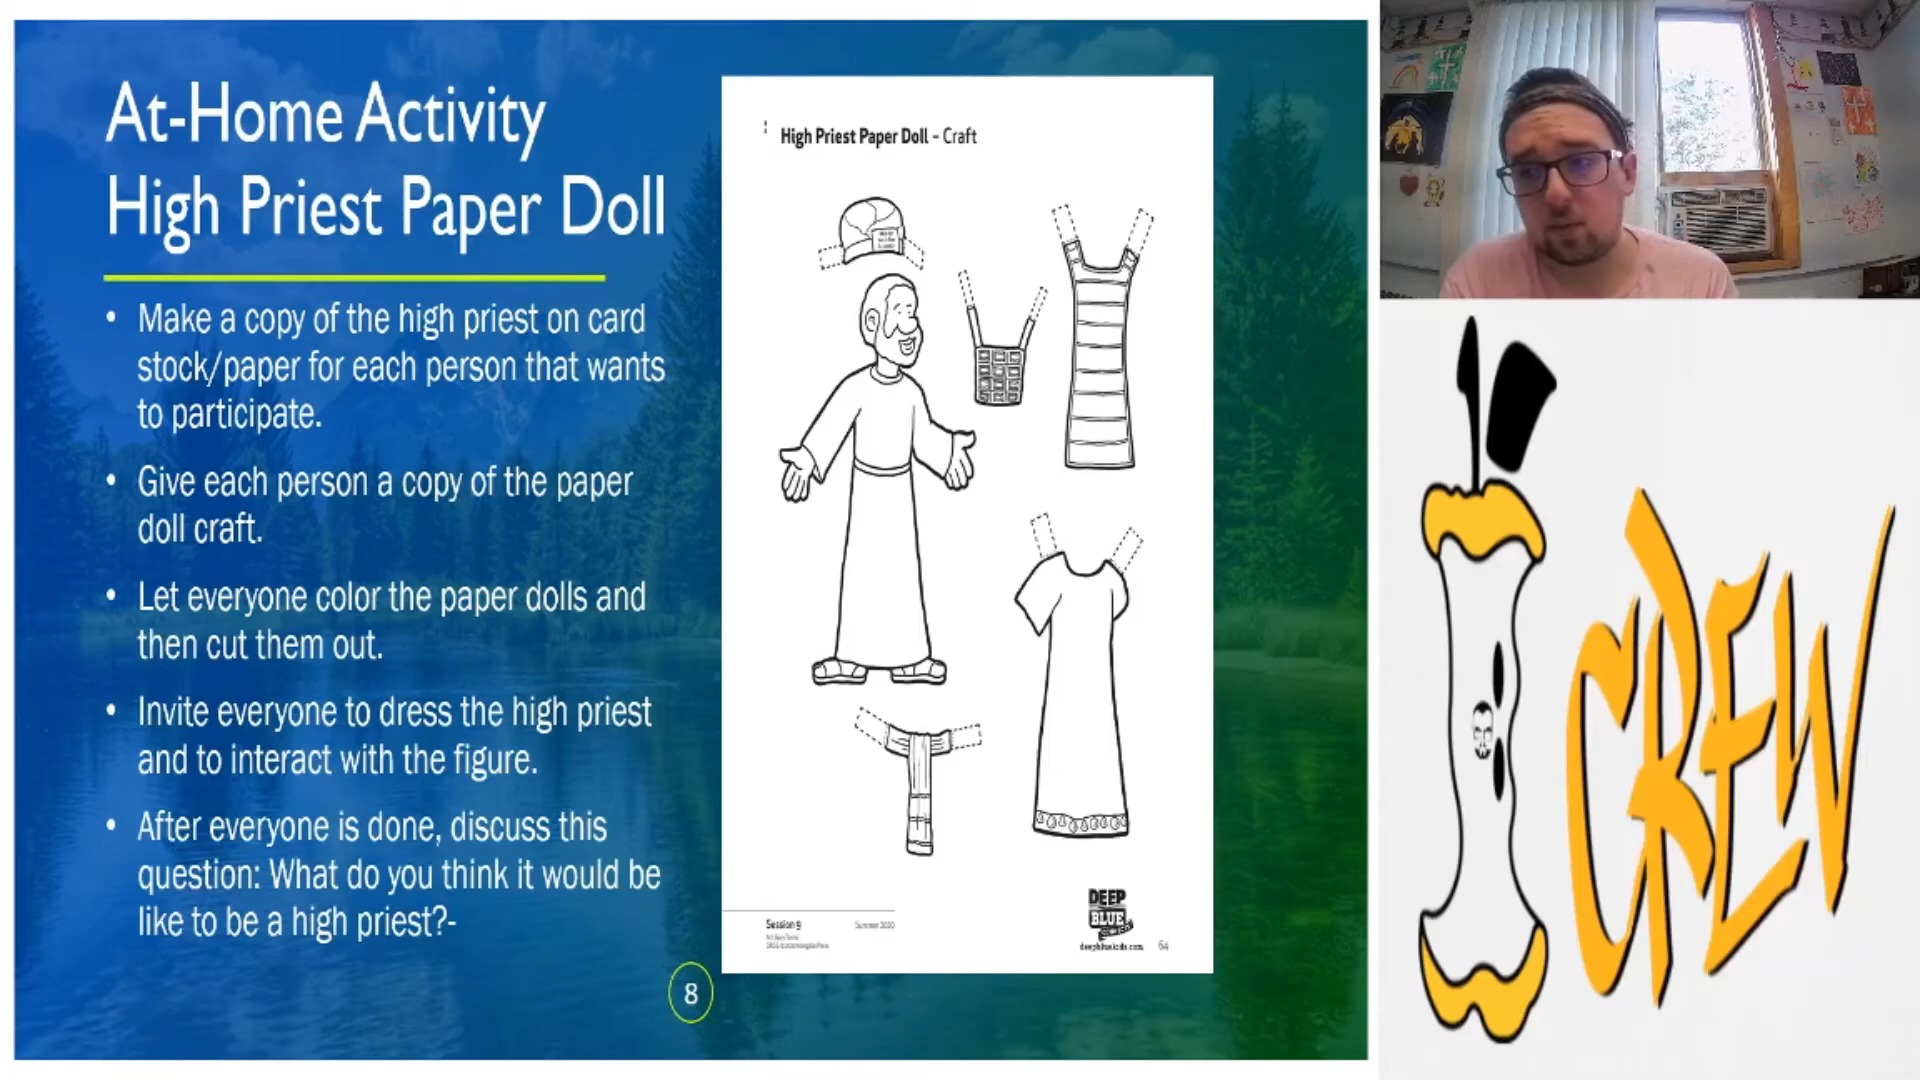 At-Home Activity
High Priest Paper Doll
• Make a copy of the high priest on card
stock/paper for each person that wants
to participate.
• Give each person a copy of the paper
doll craft.
• Let everyone color the paper dolls and
then cut them out.
• Invite everyone to dress the high priest
and to interact with the figure.
• After everyone is done, discuss this
question: What do you think it would be
like to be a high priest?-
8
High Priest Paper Doll – Craft
Session 9
Summer 2020
DEEP
BLUE
deepbluekids.com
64
CREW